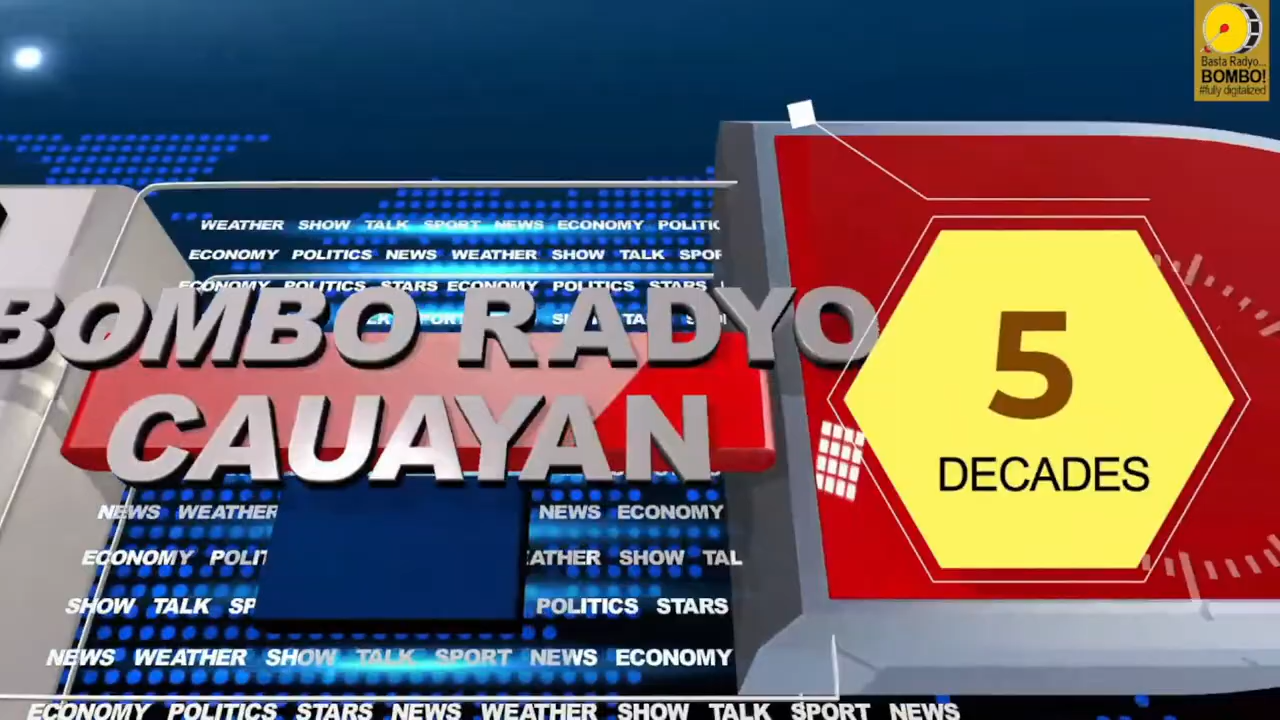 Basta Radyo...
BOMBO!
#fully digitalized
WEATHER SHOW TALK SPORT NEWS ECONOMY
ECONOMY POLITICS NEWS WEATHER SHOW TALK
ECONOMY POLITICS STARS ECONOMY POLITICS STARS
BOMBO RADYO
CAUAYAN
5
DECADES
NEWS WEATHER NEWS ECONOMY
ECONOMY SHOW
SHOW TALK POLITICS STARS
NEWS WEATHER SHOW TALK SPORT NEWS ECONOMY
ECONOMY POLITICS STARS NEWS WEATHER SHOW TALK SPORT NEWS